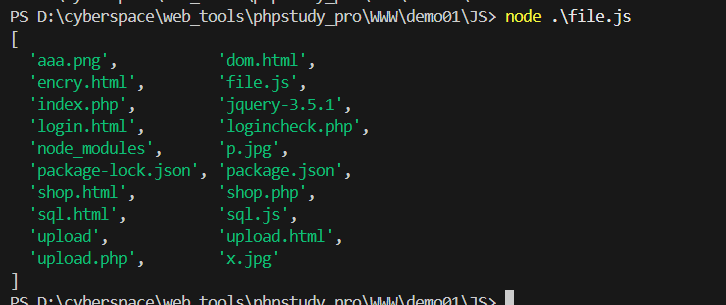 PS D:\cyberspace\web_tools\phpstudy_pro\WWW\demo01\JS> node .\file.js
[
  'aaa.png',           'dom.html',
  'encry.html',        'file.js',
  'index.php',         'jquery-3.5.1',
  'login.html',        'logincheck.php',
  'node_modules',      'p.jpg',
  'package-lock.json', 'package.json',
  'shop.html',         'shop.php',
  'sql.html',          'sql.js',
  'upload',            'upload.html',
  'upload.php',        'x.jpg'
]
PS D:\cyberspace\web_tools\phpstudy_pro\WWW\demo01\JS>